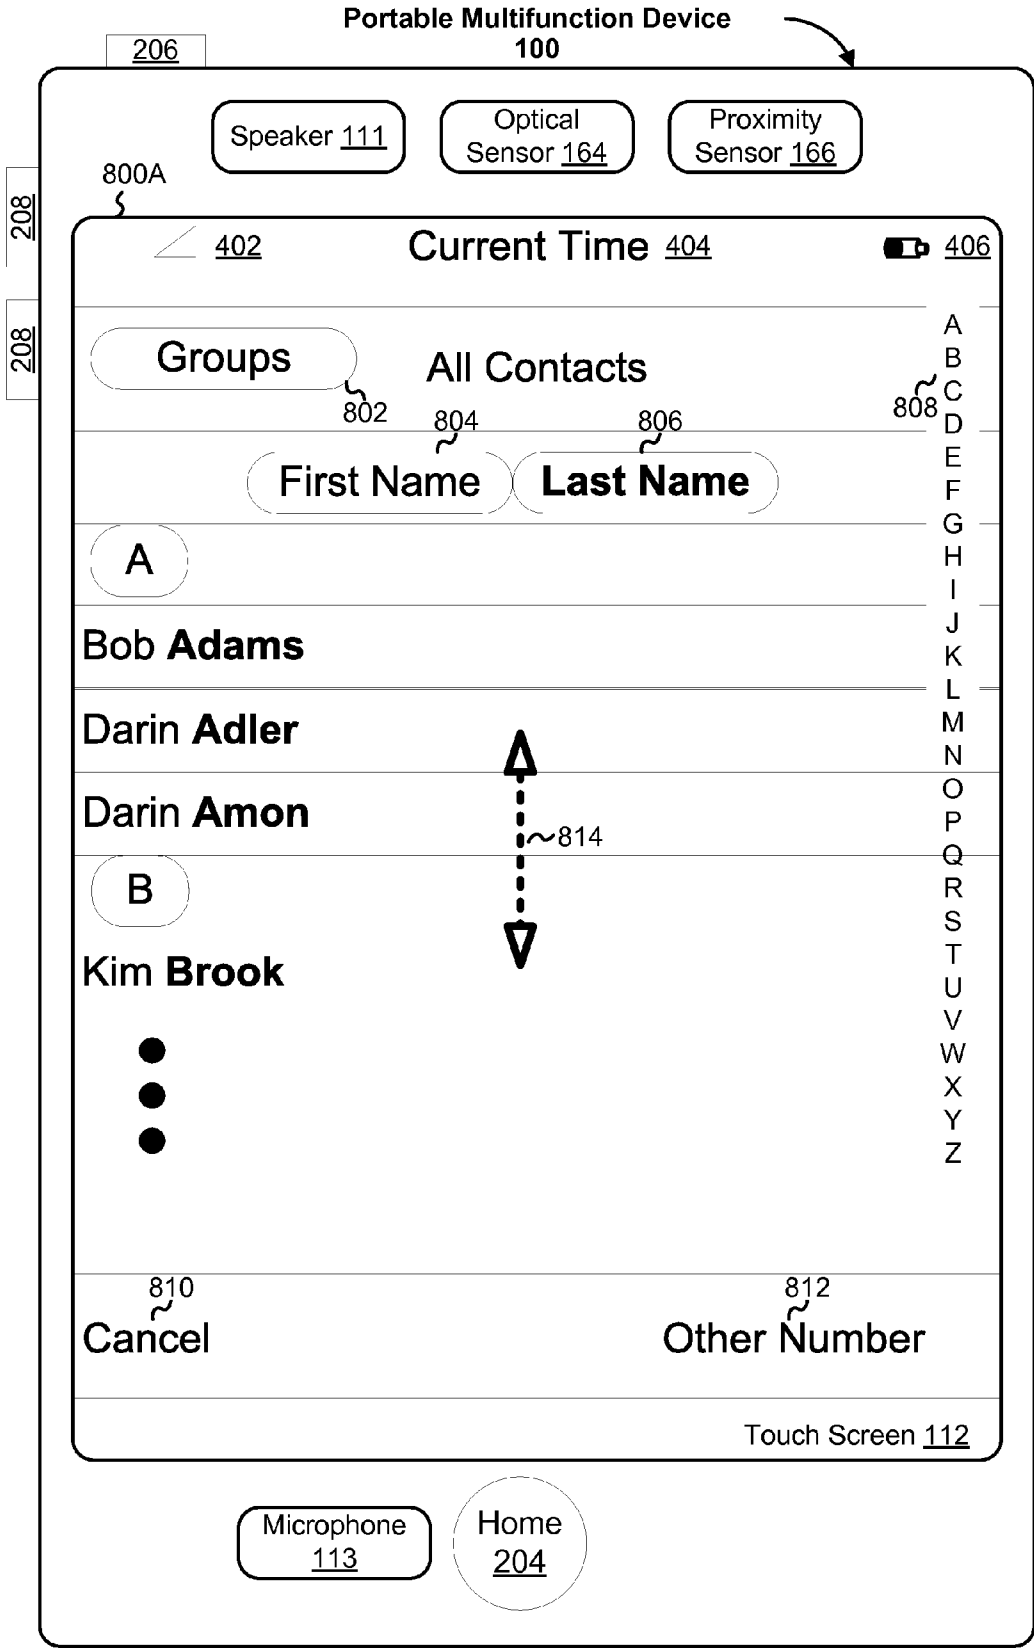 Portable Multifunction Device
100
206
Speaker 111
Optical
Sensor 164
Proximity
Sensor 166
800A
208
208
402
Current Time 404
406
Groups
802
All Contacts
804
806
808
First Name
Last Name
A
Bob Adams
Darin Adler
Darin Amon
814
B
Kim Brook
A
B
C
D
E
F
G
H
I
J
K
L
M
N
O
P
Q
R
S
T
U
V
W
X
Y
Z
810
Cancel
812
Other Number
Touch Screen 112
Microphone
113
Home
204